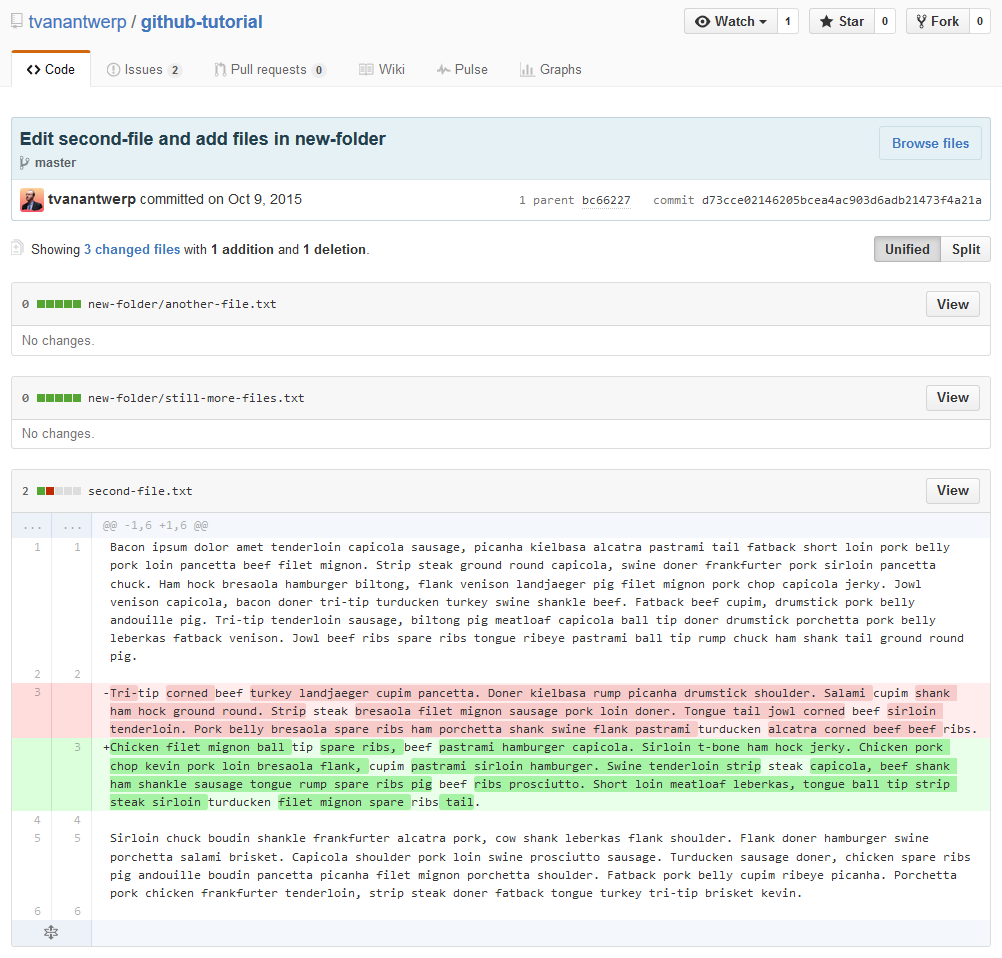 tvanantwerp / github-tutorial
Watch 1 Star 0 Fork 0
Code Issues 2 Pull requests 0 Wiki Pulse Graphs
Edit second-file and add files in new-folder
Browse files
master
tvanantwerp committed on Oct 9, 2015 1 parent bc66227 commit d73cce02146205bcea4ac903d6adb21473f4a21a
Showing 3 changed files with 1 addition and 1 deletion.
Unified Split
0 new-folder/another-file.txt View
No changes.
0 new-folder/still-more-files.txt View
No changes.
2 second-file.txt View
... ... @@ -1,6 +1,6 @@
1 1 Bacon ipsum dolor amet tenderloin capicola sausage, picanha kielbasa alcatra pastrami tail fatback short loin pork belly
pork loin pancetta beef filet mignon. Strip steak ground round capicola, swine doner frankfurter pork sirloin pancetta
chuck. Ham hock bresaola hamburger biltong, flank venison landjaeger pig filet mignon pork chop capicola jerky. Jowl
venison capicola, bacon doner tri-tip turducken turkey swine shankle beef. Fatback beef cupim, drumstick pork belly
andouille pig. Tri-tip tenderloin sausage, biltong pig meatloaf capicola ball tip doner drumstick porchetta pork belly
leberkas fatback venison. Jowl beef ribs spare ribs tongue ribeye pastrami ball tip rump chuck ham shank tail ground round
pig.
2 2
3 -Tri-tip corned beef turkey landjaeger cupim pancetta. Doner kielbasa rump picanha drumstick shoulder. Salami cupim shank
ham hock ground round. Strip steak bresaola filet mignon sausage pork loin doner. Tongue tail jowl corned beef sirloin
tenderloin. Pork belly bresaola spare ribs ham porchetta shank swine flank pastrami turducken alcatra corned beef beef ribs.
3 +Chicken filet mignon ball tip spare ribs, beef pastrami hamburger capicola. Sirloin t-bone ham hock jerky. Chicken pork
chop kevin pork loin bresaola flank, cupim pastrami sirloin hamburger. Swine tenderloin strip steak capicola, beef shank
ham shankle sausage tongue rump spare ribs pig beef ribs prosciutto. Short loin meatloaf leberkas, tongue ball tip strip
steak sirloin turducken filet mignon spare ribs tail.
4 4
5 5 Sirloin chuck boudin shankle frankfurter alcatra pork, cow shank leberkas flank shoulder. Flank doner hamburger swine
porchetta salami brisket. Capicola shoulder pork loin swine prosciutto sausage. Turducken sausage doner, chicken spare ribs
pig andouille boudin pancetta picanha filet mignon porchetta shoulder. Fatback pork belly cupim ribeye picanha. Porchetta
pork chicken frankfurter tenderloin, strip steak doner fatback tongue turkey tri-tip brisket kevin.
6 6